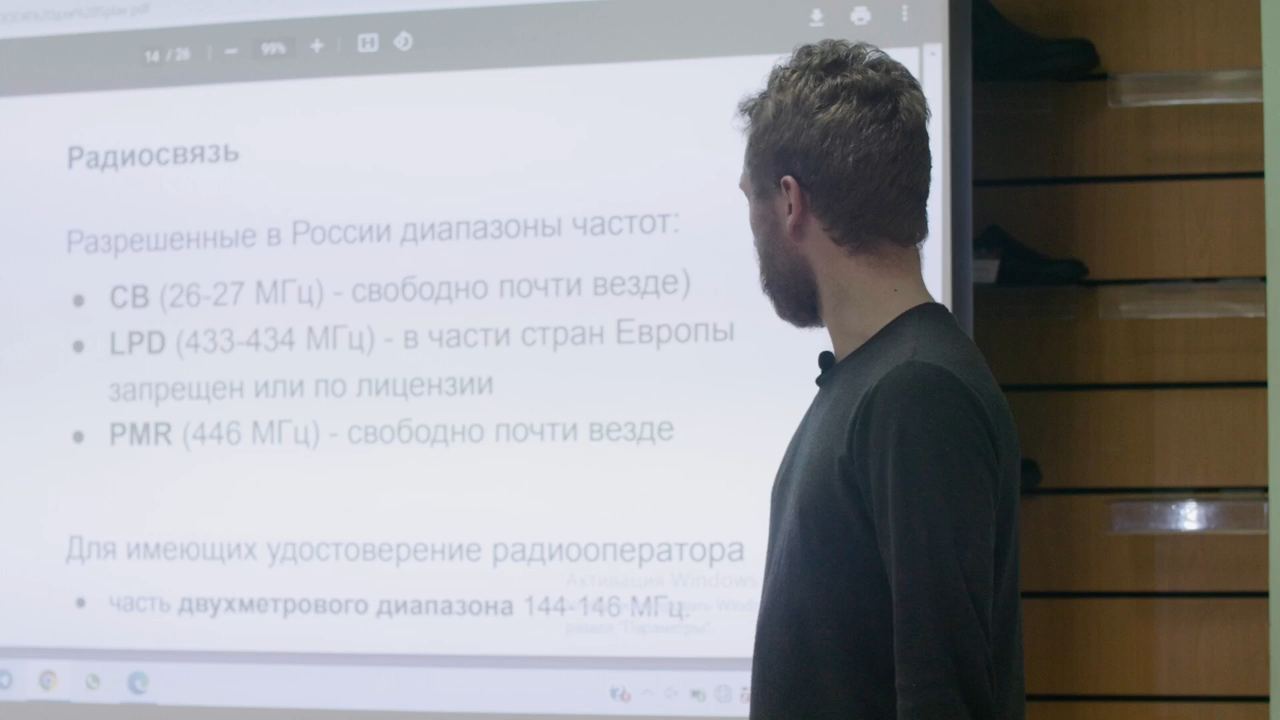 14 / 26 99%
Радиосвязь
Разрешенные в России диапазоны частот:
• СВ (26-27 МГц) - свободно почти везде)
• LPD (433-434 МГц) - в части стран Европы
запрещен или по лицензии
• PMR (446 МГц) - свободно почти везде
Для имеющих удостоверение радиооператора
Активация Windows
• часть двухметрового диапазона 144-146 МГц.
раздел "Параметры".